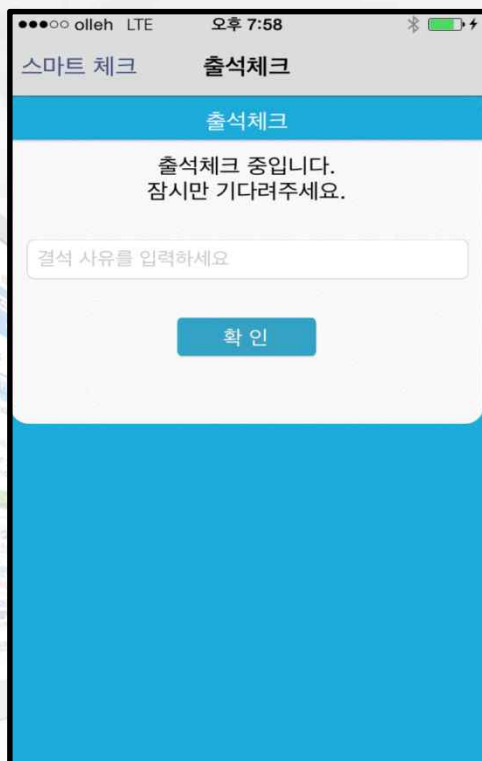 ●●●○○ olleh LTE 오후 7:58
스마트 체크 출석체크
출석체크
출석체크 중입니다.
잠시만 기다려주세요.
결석 사유를 입력하세요
확 인